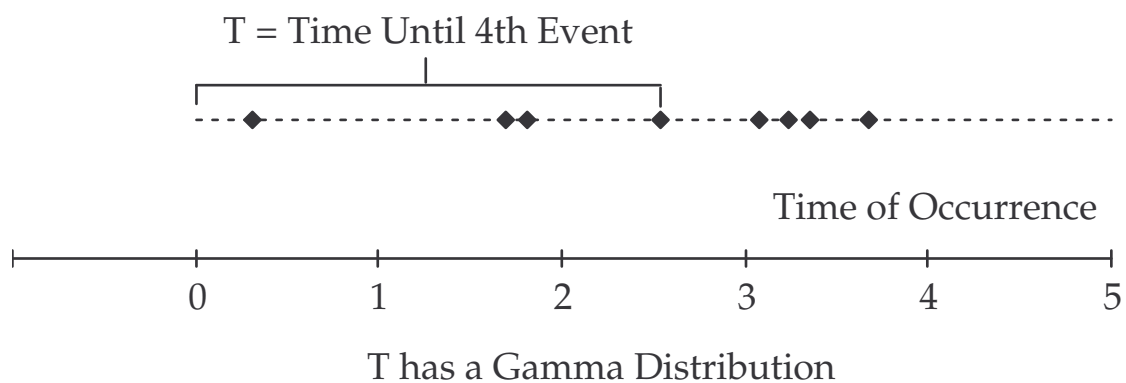 T = Time Until 4th Event
Time of Occurrence
0 1 2 3 4 5
T has a Gamma Distribution